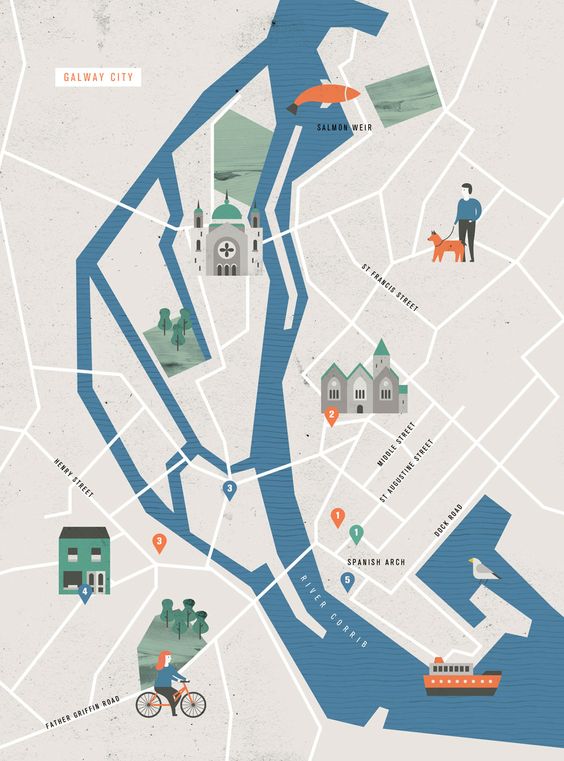 GALWAY CITY
SALMON WEIR
ST FRANCIS STREET
2
MIDDLE STREET
ST AUGUSTINE STREET
HENRY STREET
3
1
DOCK ROAD
1
3
SPANISH ARCH
5
4
RIVER CORRIB
FATHER GRIFFIN ROAD